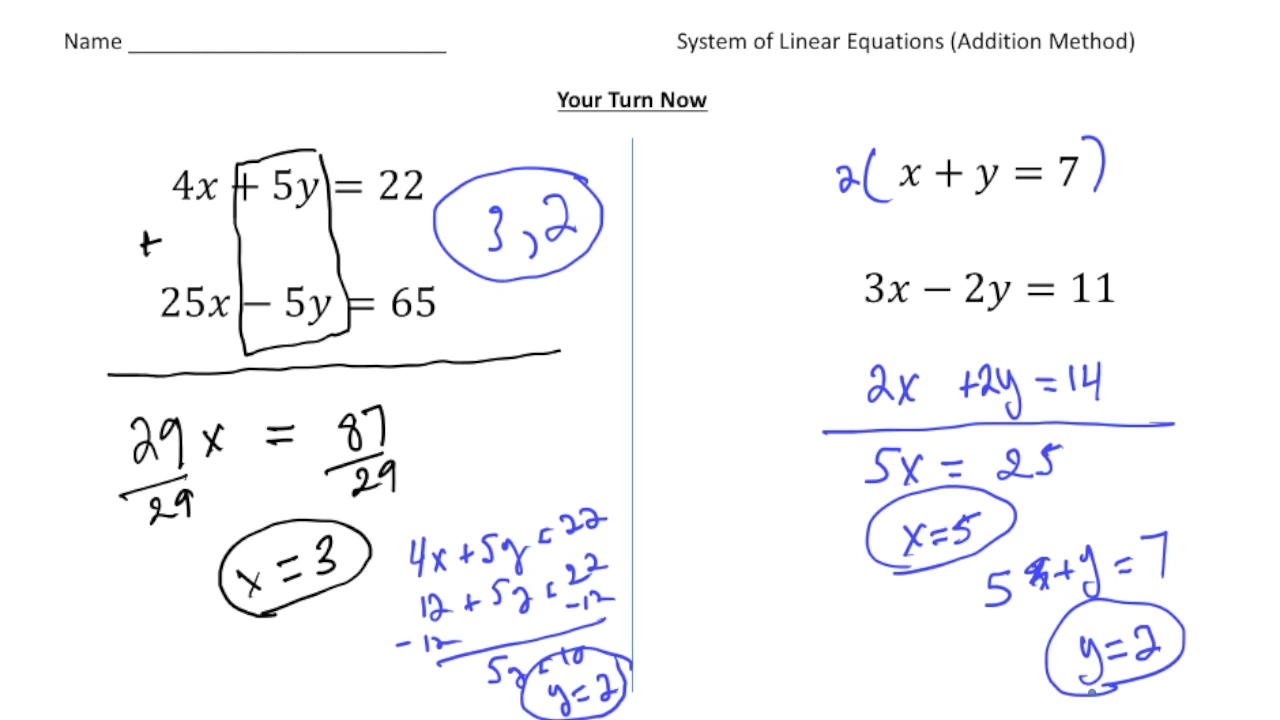 Name ____________________________
System of Linear Equations (Addition Method)
Your Turn Now
4x + 5y = 22
+
25x − 5y = 65
3,2
29x = 87
29 29
x = 3
4x + 5y = 22
12 + 5y = 22
-12 -12
5y = 10
y = 2
2( x + y = 7 )
3x − 2y = 11
2x +2y = 14
5x = 25
x=5
5 + y = 7
y=2